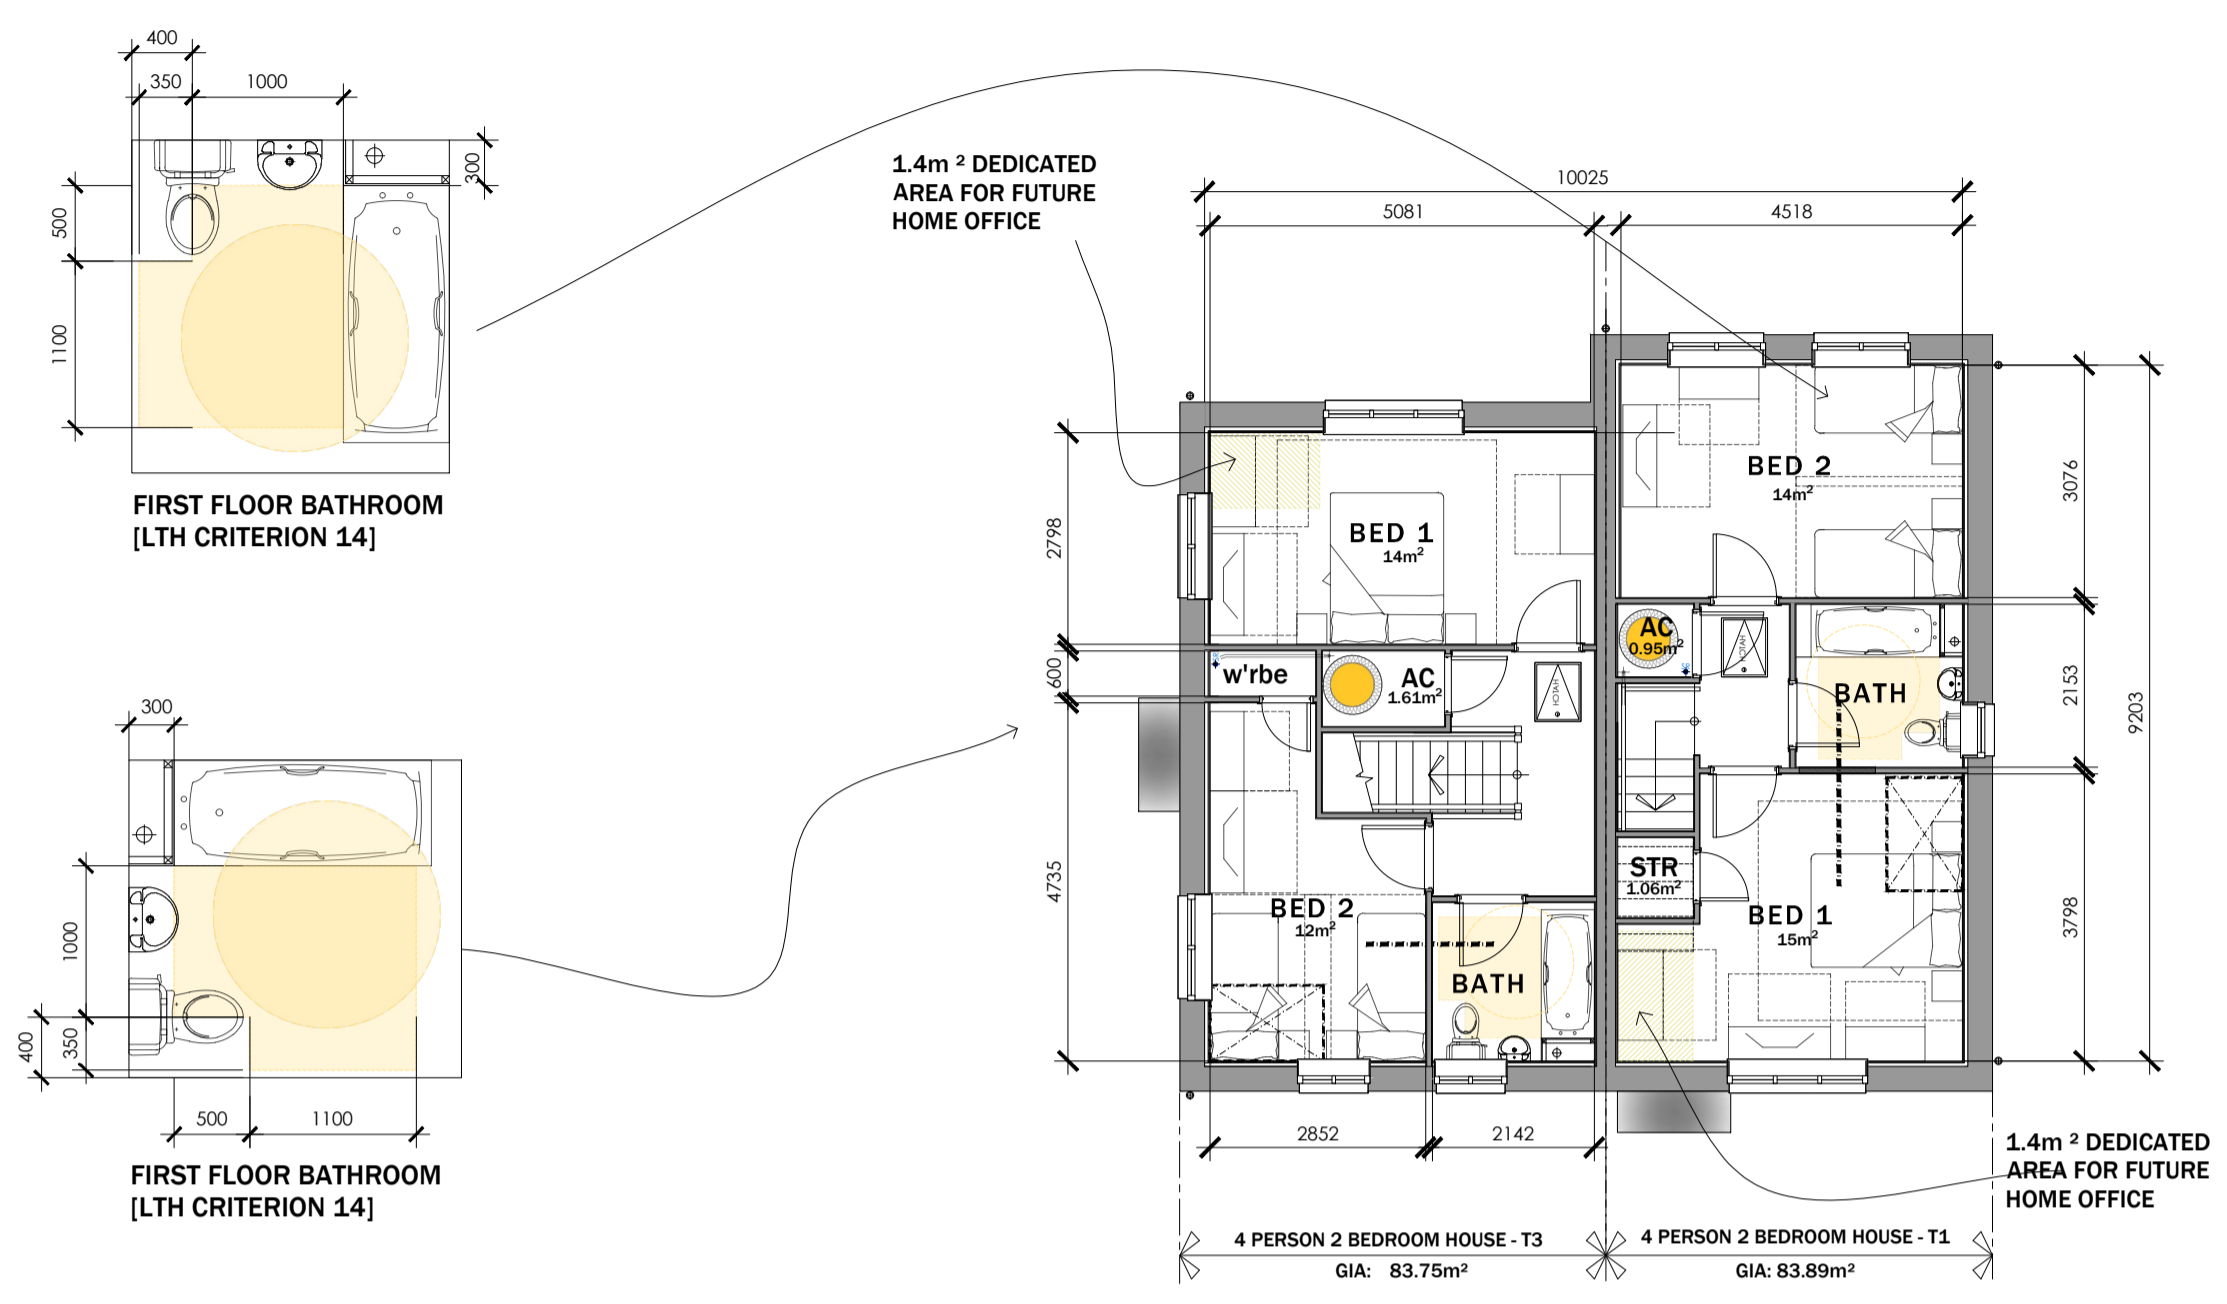 400
350
1000
300
500
1100
FIRST FLOOR BATHROOM
[LTH CRITERION 14]
300
1000
350
400
500
1100
FIRST FLOOR BATHROOM
[LTH CRITERION 14]
1.4m ² DEDICATED
AREA FOR FUTURE
HOME OFFICE
10025
5081
4518
2798
600
4735
BED 1
14m²
w'rbe
AC
1.61m²
HATCH
BED 2
12m²
BATH
2852
2142
BED 2
14m²
AC
0.95m²
HATCH
BATH
STR
1.06m²
BED 1
15m²
3076
2153
3798
9203
1.4m ² DEDICATED
AREA FOR FUTURE
HOME OFFICE
4 PERSON 2 BEDROOM HOUSE - T3
GIA: 83.75m²
4 PERSON 2 BEDROOM HOUSE - T1
GIA: 83.89m²